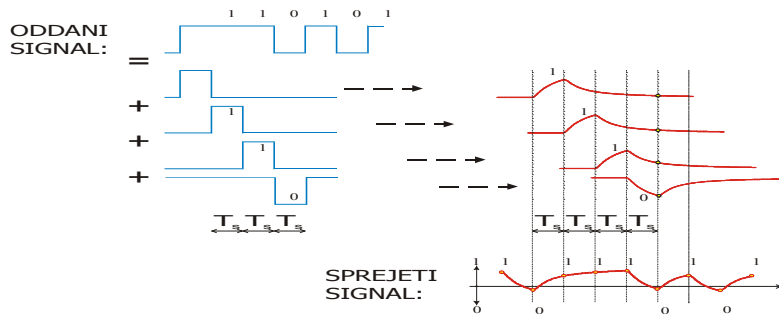 1 1 0 1 0 1
ODDANI
SIGNAL:
=
+
1
1
+
1
1
+
1
1
+
0
0
Ts Ts Ts
Ts Ts Ts Ts
SPREJETI
SIGNAL:
1 1 1 1 1 1 1
0 0 0 0